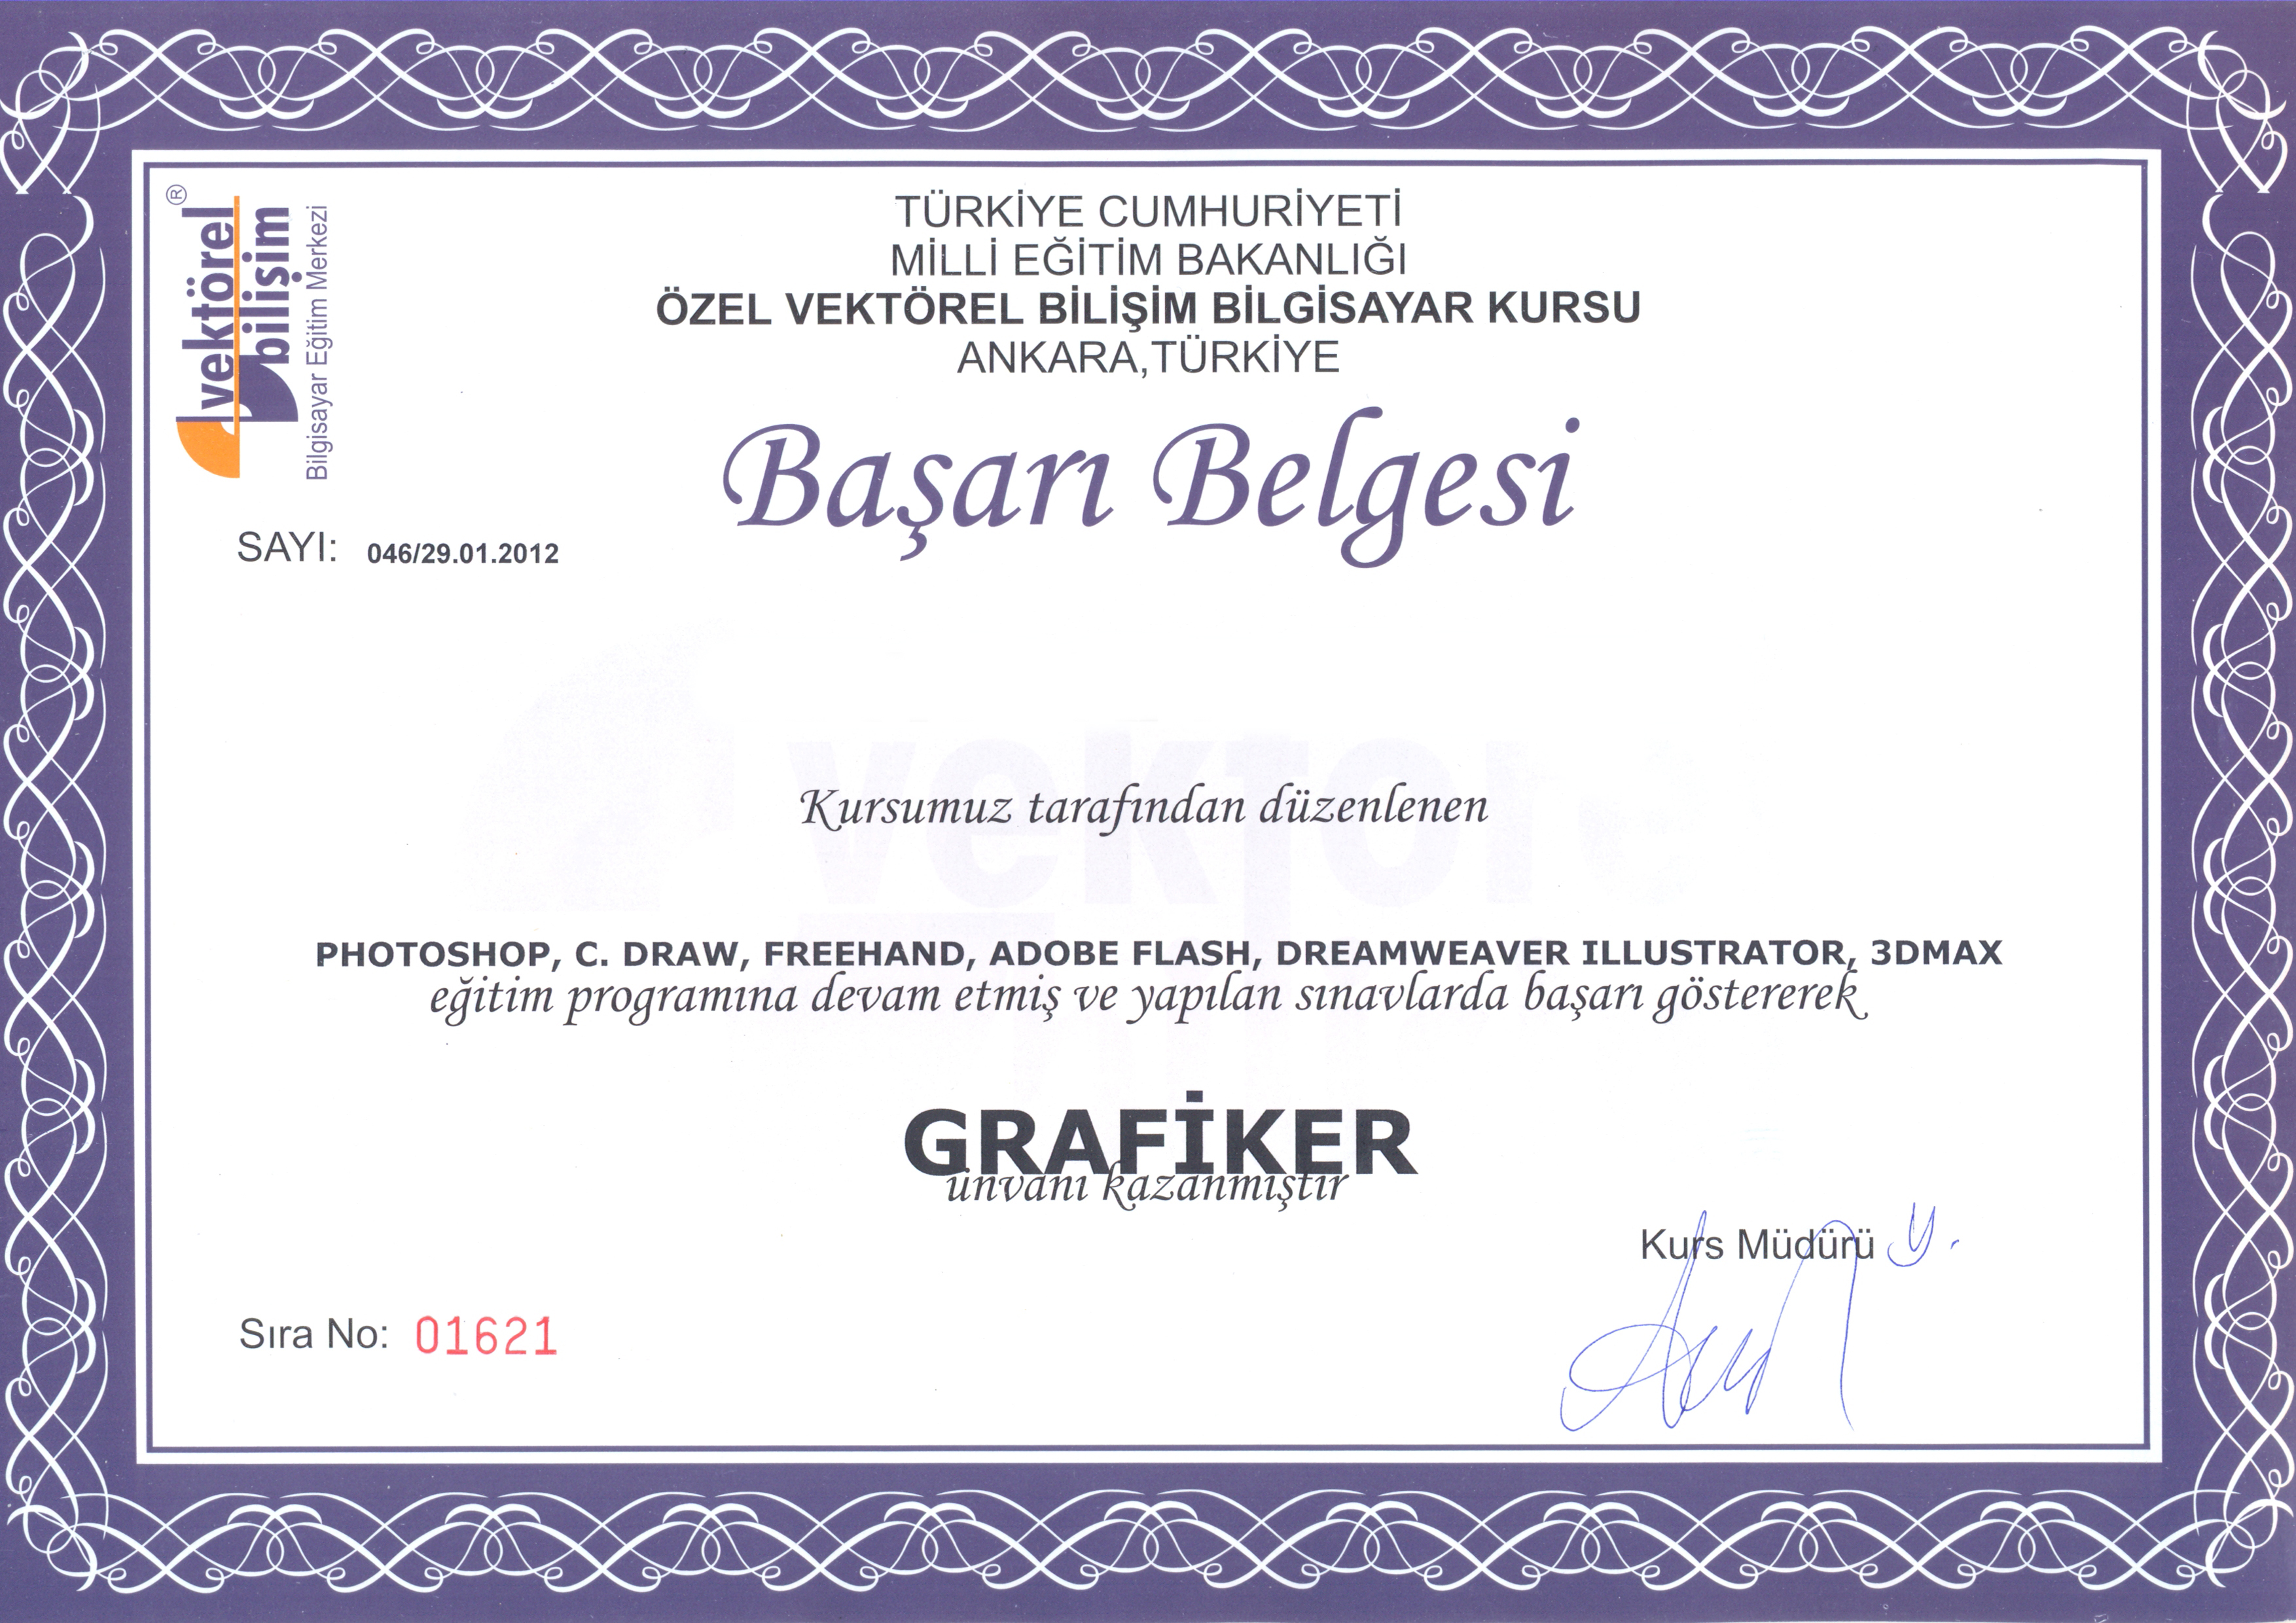 vektörel®
bilişim
Bilgisayar Eğitim Merkezi
TÜRKİYE CUMHURİYETİ
MİLLİ EĞİTİM BAKANLIĞI
ÖZEL VEKTÖREL BİLİŞİM BİLGİSAYAR KURSU
ANKARA,TÜRKİYE
Başarı Belgesi
SAYI: 046/29.01.2012
Kursumuz tarafından düzenlenen
PHOTOSHOP, C. DRAW, FREEHAND, ADOBE FLASH, DREAMWEAVER ILLUSTRATOR, 3DMAX
eğitim programına devam etmiş ve yapılan sınavlarda başarı göstererek
GRAFİKER
ünvanı kazanmıştır
Kurs Müdürü y.
Sıra No: 01621